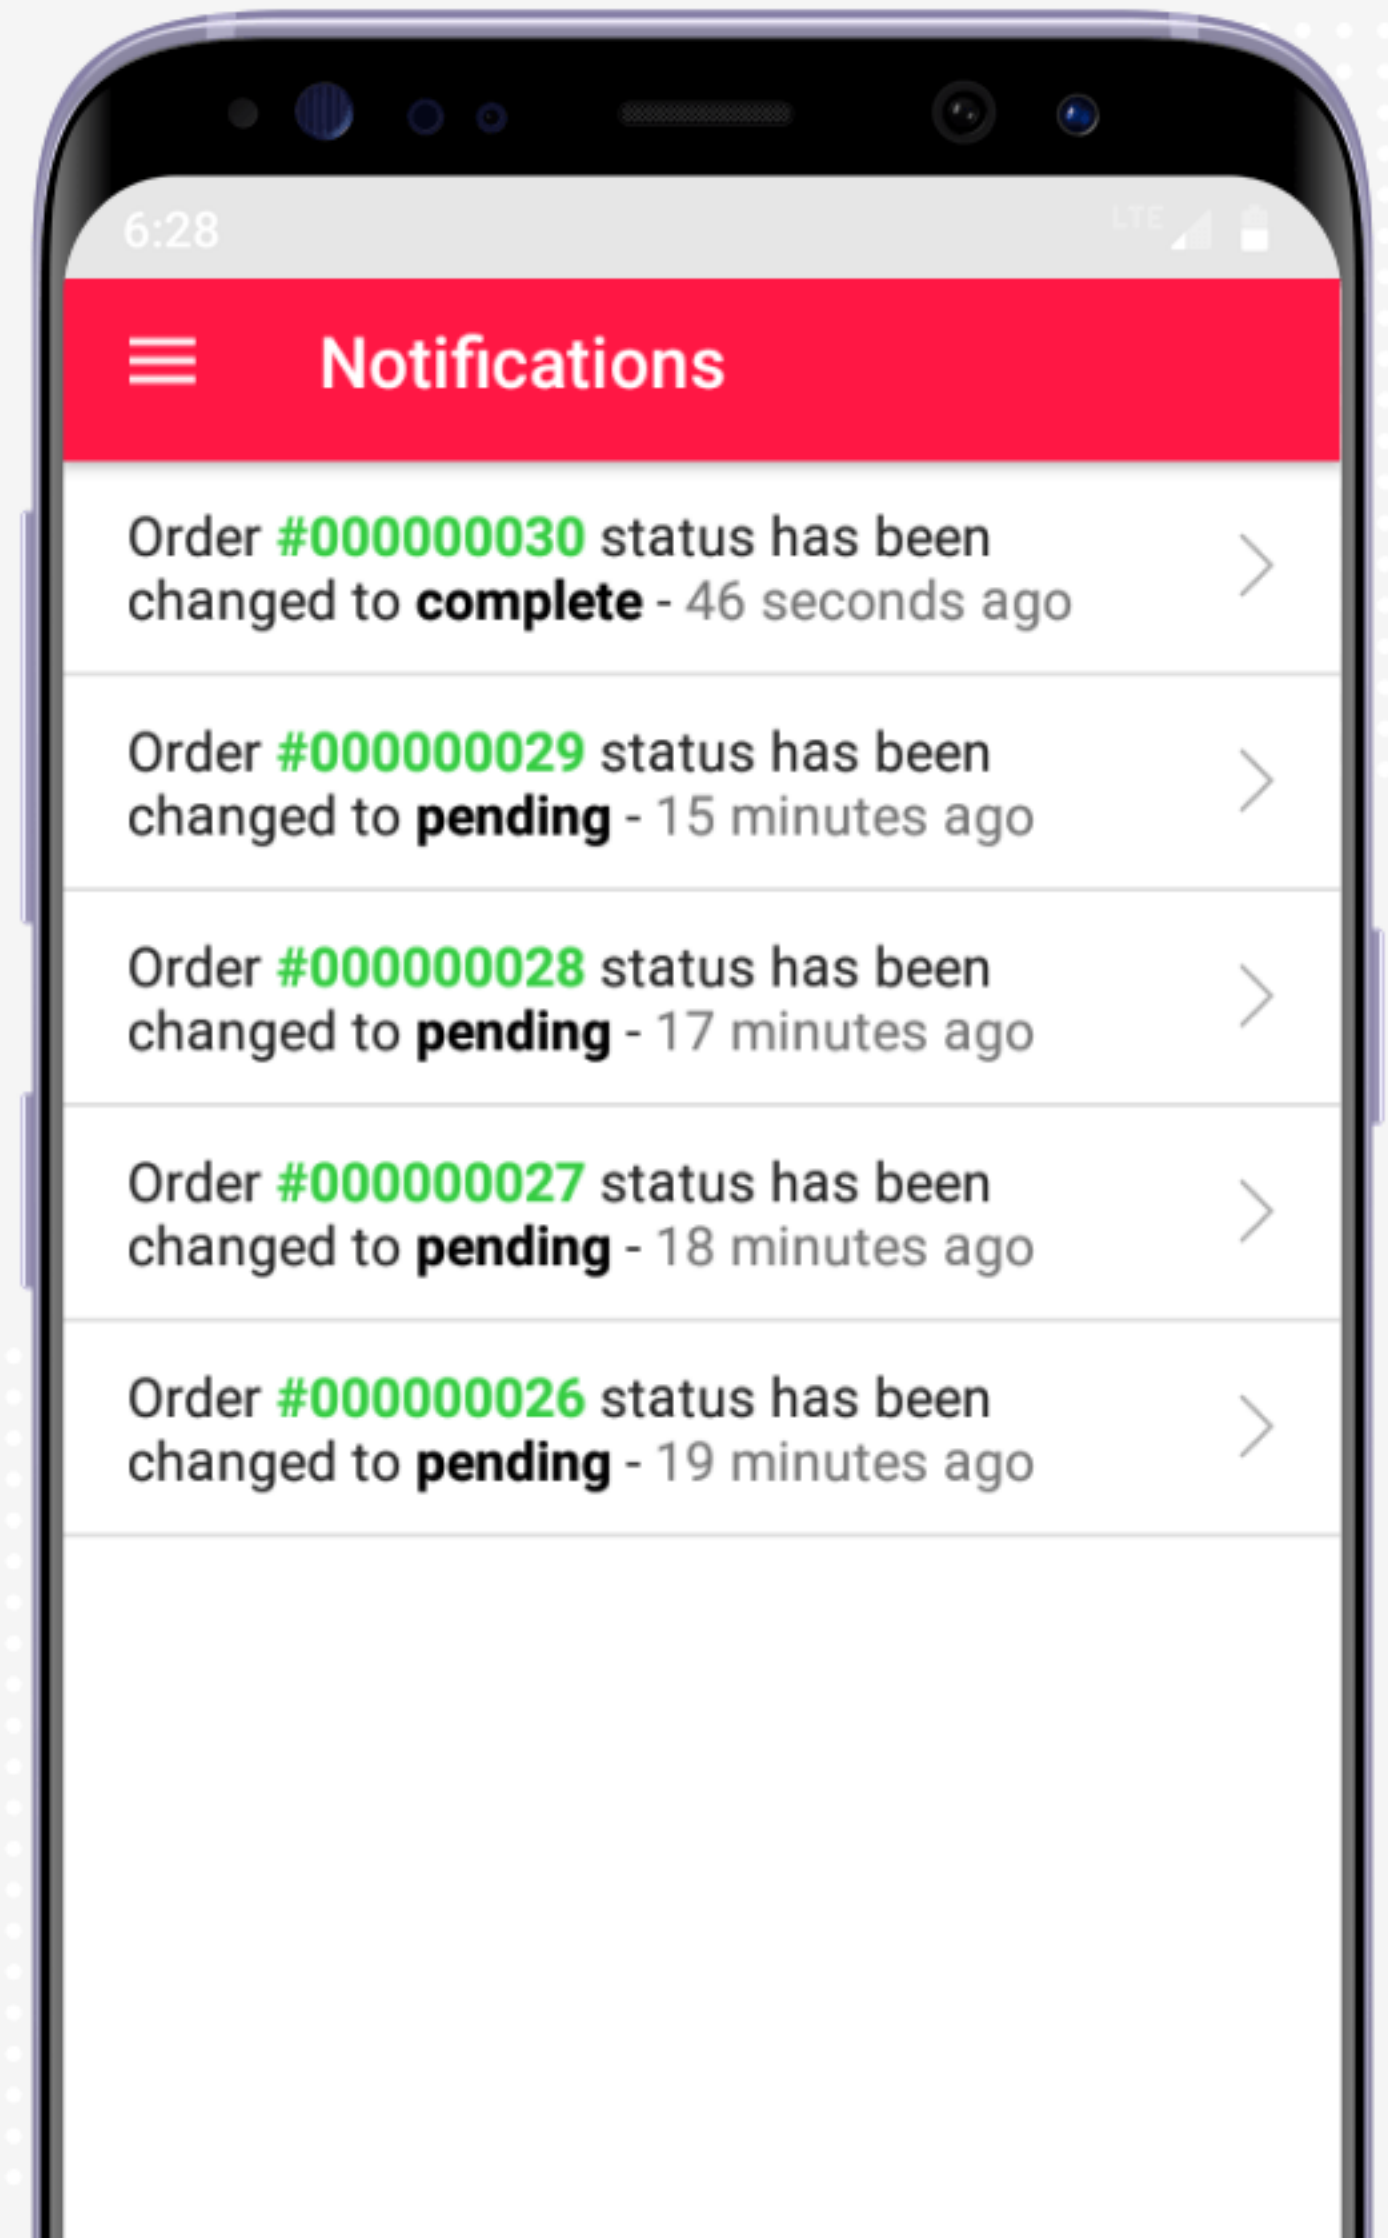 6:28 LTE
Notifications
Order #000000030 status has been
changed to complete - 46 seconds ago
Order #000000029 status has been
changed to pending - 15 minutes ago
Order #000000028 status has been
changed to pending - 17 minutes ago
Order #000000027 status has been
changed to pending - 18 minutes ago
Order #000000026 status has been
changed to pending - 19 minutes ago